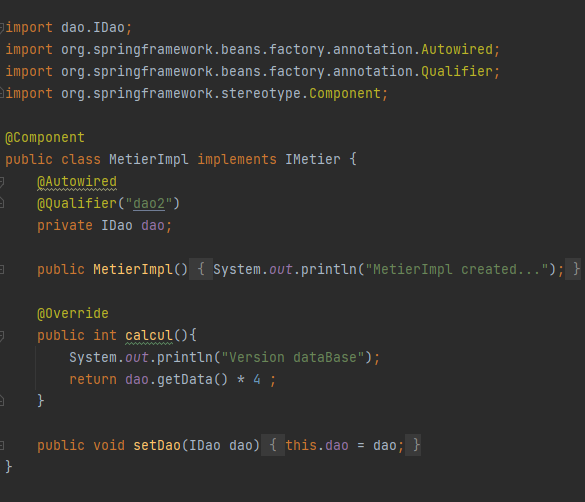 import dao.IDao;
import org.springframework.beans.factory.annotation.Autowired;
import org.springframework.beans.factory.annotation.Qualifier;
import org.springframework.stereotype.Component;
@Component
public class MetierImpl implements IMetier {
@Autowired
@Qualifier("dao2")
private IDao dao;
public MetierImpl() { System.out.println("MetierImpl created..."); }
@Override
public int calcul(){
System.out.println("Version dataBase");
return dao.getData() * 4 ;
}
public void setDao(IDao dao) { this.dao = dao; }
}